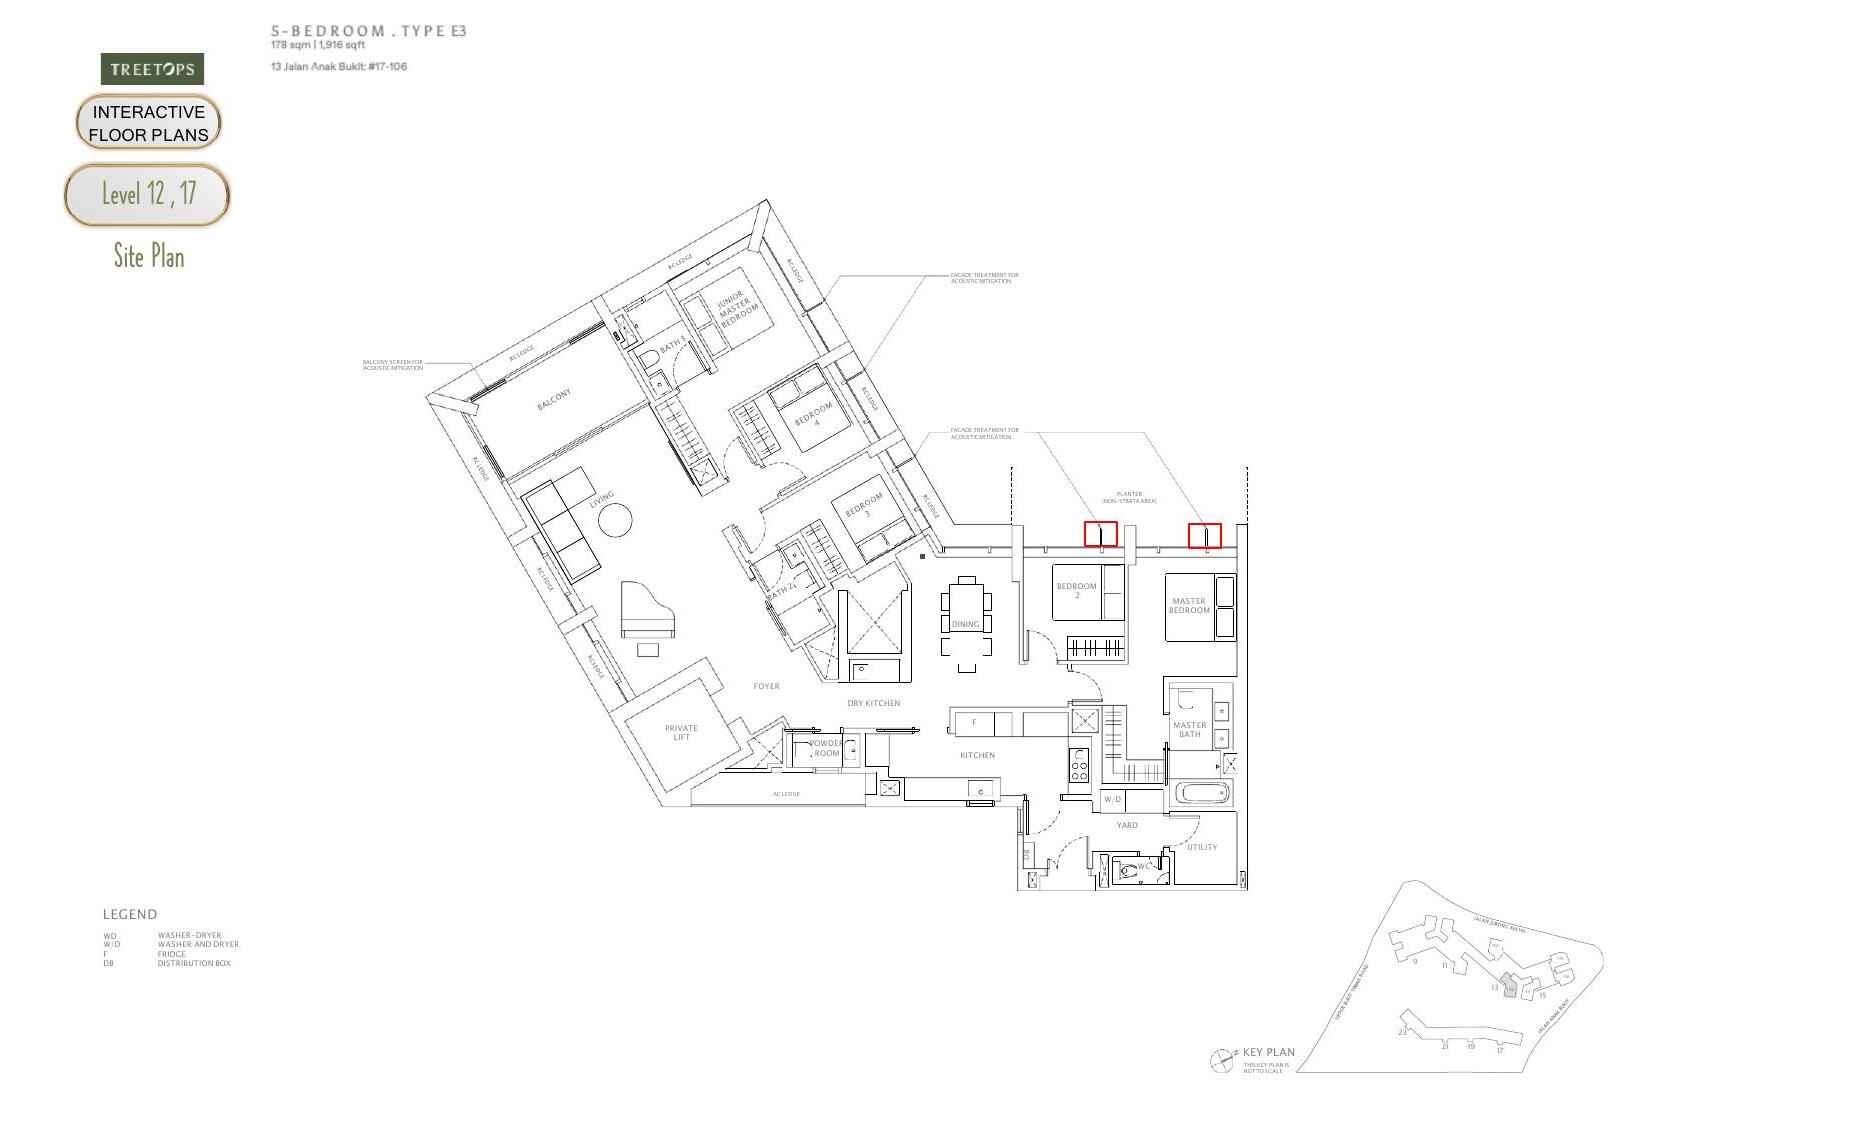 5-BEDROOM . TYPE E3
178 sqm | 1,916 sqft
13 Jalan Anak Bukit: #17-106
TREETOPS
INTERACTIVE
FLOOR PLANS
Level 12 , 17
Site Plan
RC LEDGE
RC LEDGE
JUNIOR
MASTER
BEDROOM
FACADE TREATMENT FOR
ACOUSTIC MITIGATION
BATH 3
RC LEDGE
BALCONY SCREEN FOR
ACOUSTIC MITIGATION
BALCONY
RC LEDGE
BEDROOM
4
FACADE TREATMENT FOR
ACOUSTIC MITIGATION
RC LEDGE
LIVING
BEDROOM
3
RC LEDGE
PLANTER
(NON-STRATA AREA)
RC LEDGE
BATH 2
BEDROOM
2
MASTER
BEDROOM
DINING
RC LEDGE
FOYER
DRY KITCHEN
PRIVATE
LIFT
F
MASTER
BATH
POWDER
ROOM
KITCHEN
AC LEDGE
W/D
YARD
UTILITY
DB
WC
LEGEND
WD WASHER-DRYER
W/D WASHER AND DRYER
F FRIDGE
DB DISTRIBUTION BOX
JALAN JURONG KECHIL
UPPER BUKIT TIMAH ROAD
JALAN ANAK BUKIT
9
11
13
15
23
21
19
17
N
KEY PLAN
THIS KEY PLAN IS
NOT TO SCALE